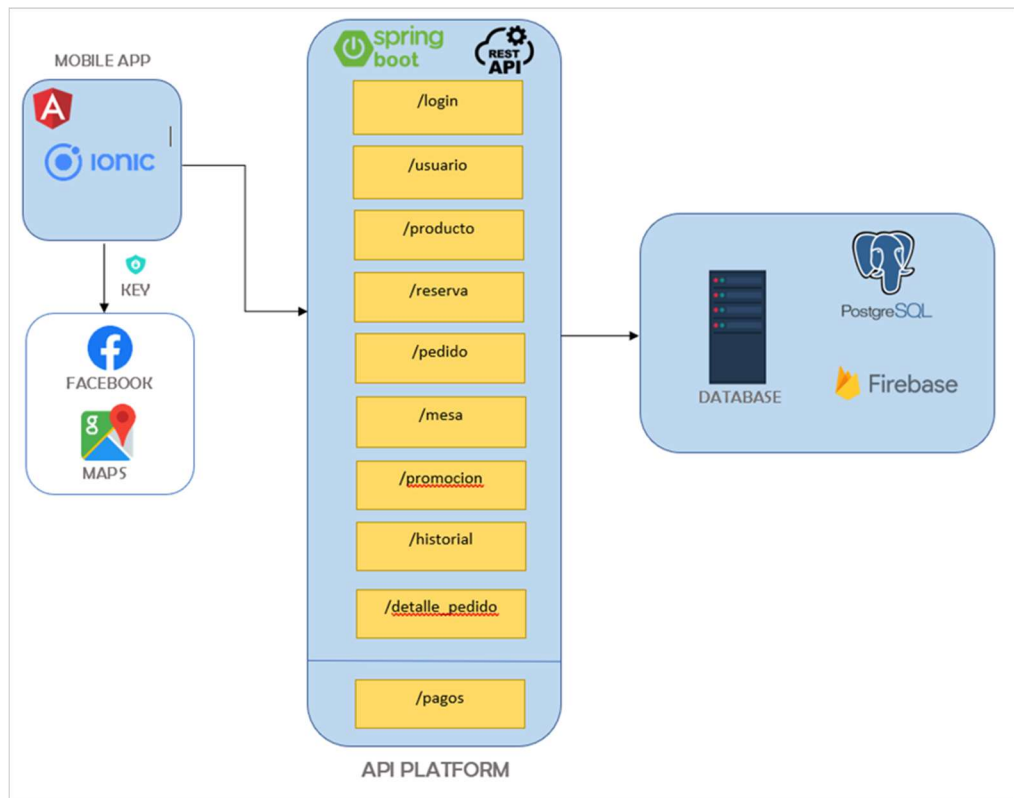 MOBILE APP
IONIC
KEY
FACEBOOK
g
MAPS
spring
boot
REST
API
/login
/usuario
/producto
/reserva
/pedido
/mesa
/promocion
/historial
/detalle_pedido
/pagos
API PLATFORM
DATABASE
PostgreSQL
Firebase